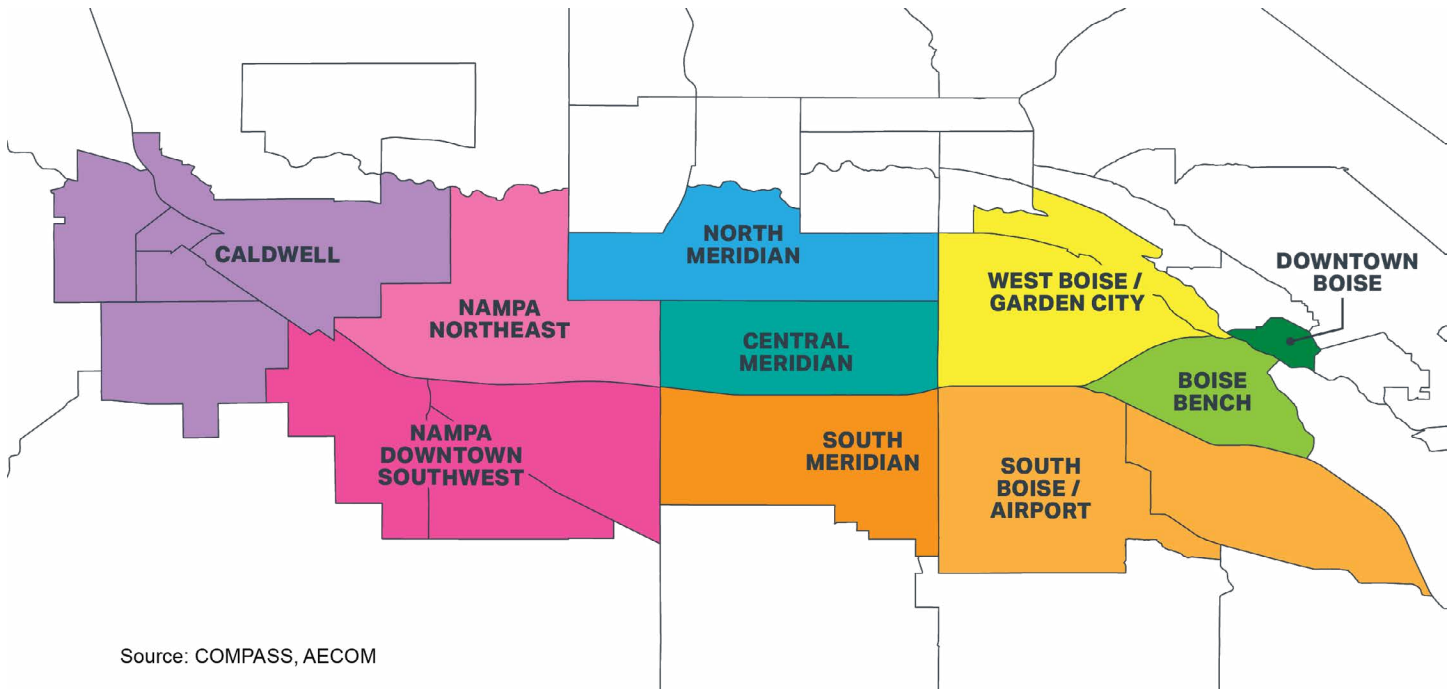 CALDWELL
NAMPA
NORTHEAST
NAMPA
DOWNTOWN
SOUTHWEST
NORTH
MERIDIAN
CENTRAL
MERIDIAN
SOUTH
MERIDIAN
WEST BOISE /
GARDEN CITY
DOWNTOWN
BOISE
BOISE
BENCH
SOUTH
BOISE /
AIRPORT
Source: COMPASS, AECOM